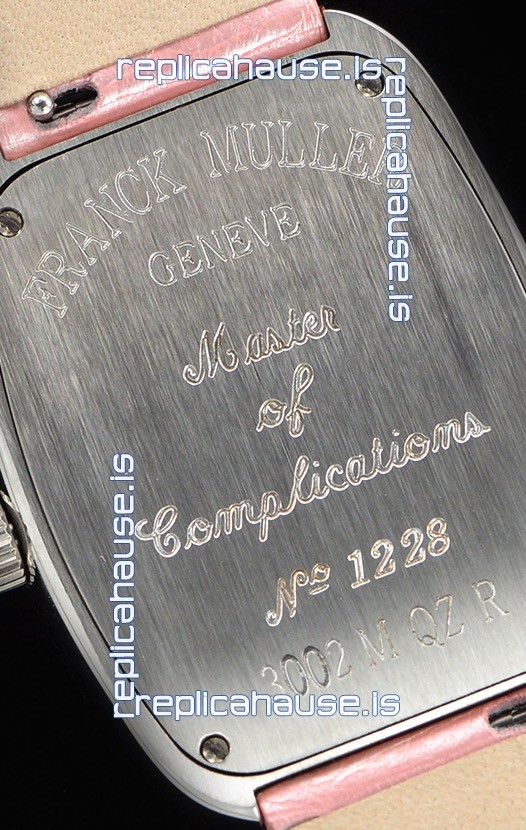 replicahause.is
replicahause.is
FRANCK MULLER
GENEVE
Master
of
Complications
No 1228
3002 M QZ R
replicahause.is
replicahause.is